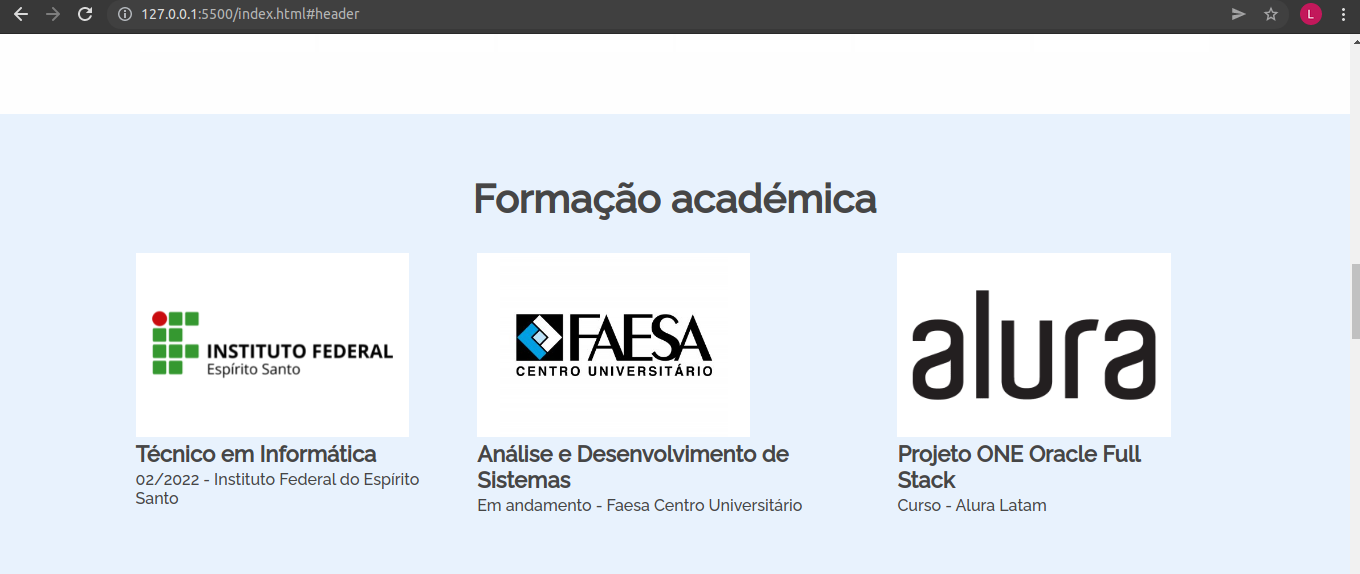 127.0.0.1:5500/index.html#header
L
Formação académica
INSTITUTO FEDERAL
Espírito Santo
FAESA
CENTRO UNIVERSITÁRIO
alura
Técnico em Informática
02/2022 - Instituto Federal do Espírito
Santo
Análise e Desenvolvimento de
Sistemas
Em andamento - Faesa Centro Universitário
Projeto ONE Oracle Full
Stack
Curso - Alura Latam